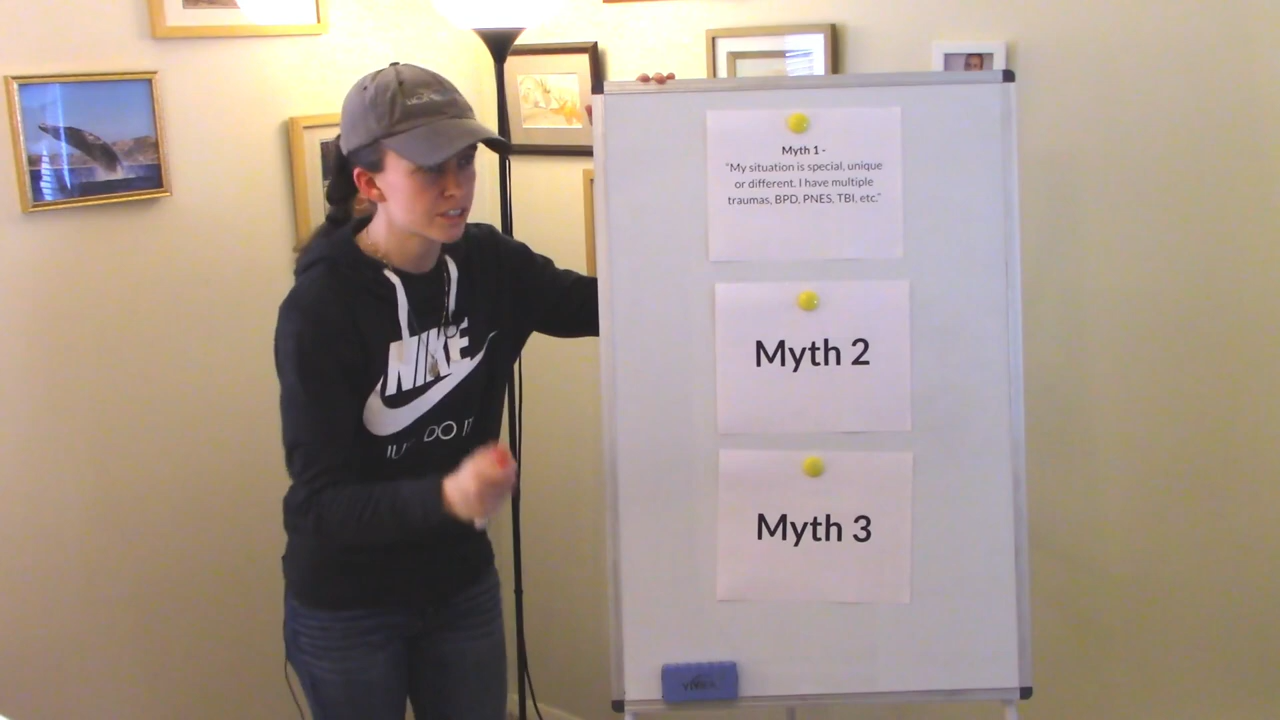 Myth 1 -
"My situation is special, unique
or different. I have multiple
traumas, BPD, PNES, TBI, etc."
Myth 2
Myth 3
NIKE
JUST DO IT